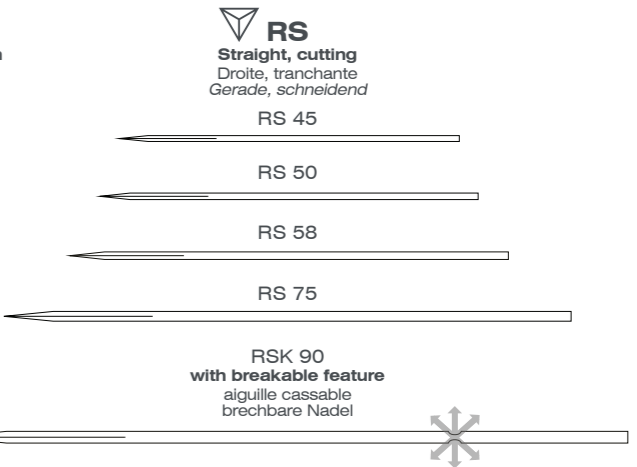 RS
Straight, cutting
Droite, tranchante
Gerade, schneidend
RS 45
RS 50
RS 58
RS 75
RSK 90
with breakable feature
aiguille cassable
brechbare Nadel